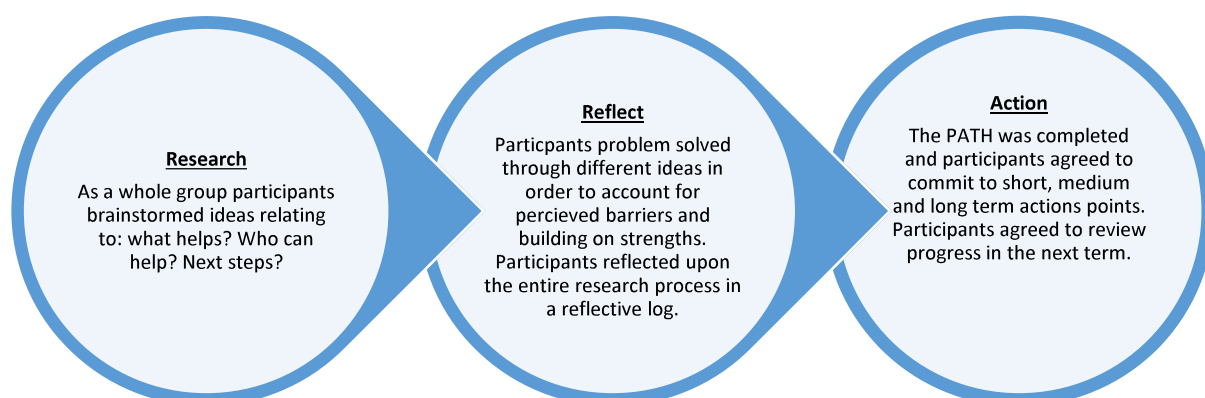 Research
As a whole group participants
brainstormed ideas relating
to: what helps? Who can
help? Next steps?
Reflect
Particpants problem solved
through different ideas in
order to account for
percieved barriers and
building on strengths.
Participants reflected upon
the entire research process in
a reflective log.
Action
The PATH was completed
and participants agreed to
commit to short, medium
and long term actions points.
Participants agreed to review
progress in the next term.